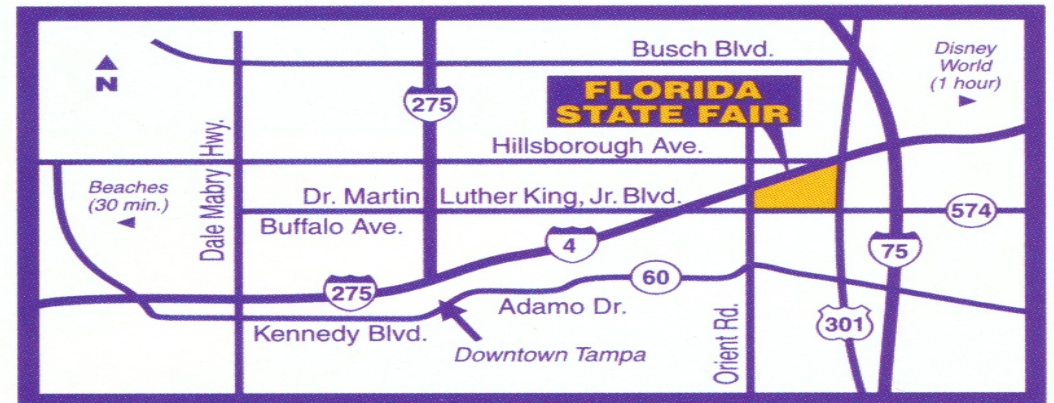 Busch Blvd.
Disney
World
(1 hour)
N
275
FLORIDA
STATE FAIR
Dale Mabry Hwy.
Hillsborough Ave.
Beaches
(30 min.)
Dr. Martin Luther King, Jr. Blvd.
574
Buffalo Ave.
4
75
60
275
Adamo Dr.
301
Kennedy Blvd.
Downtown Tampa
Orient Rd.